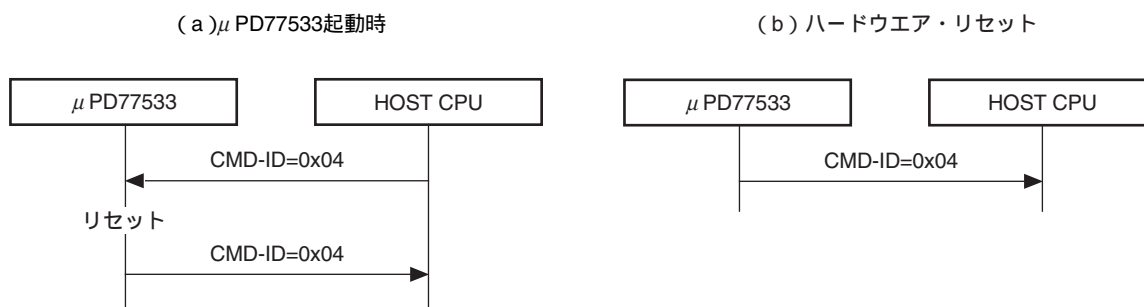 (a)μPD77533起動時
μPD77533
HOST CPU
CMD-ID=0x04
リセット
CMD-ID=0x04
(b)ハードウエア・リセット
μPD77533
HOST CPU
CMD-ID=0x04